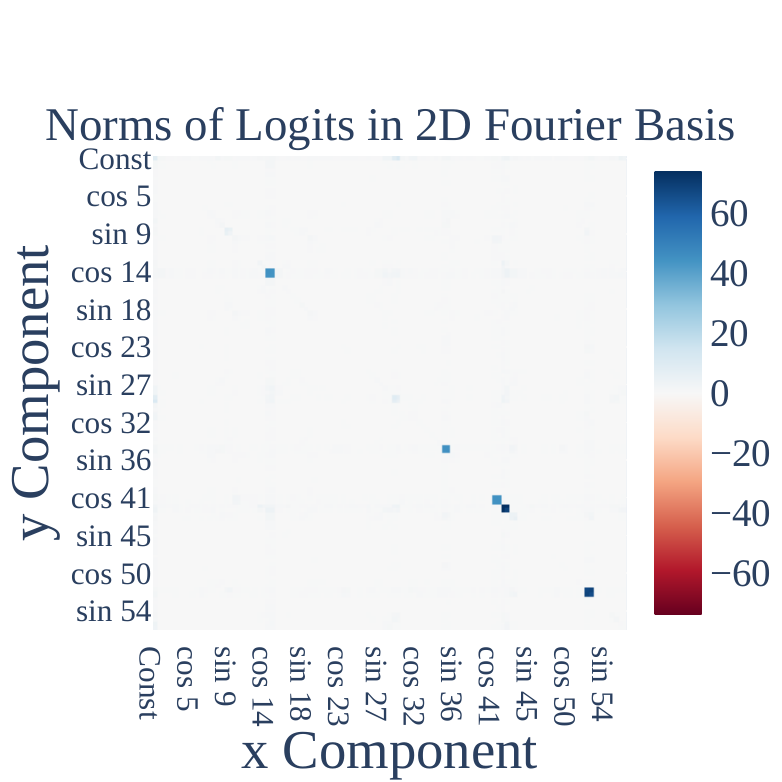 Norms of Logits in 2D Fourier Basis
Const
cos 5
sin 9
cos 14
sin 18
cos 23
sin 27
cos 32
sin 36
cos 41
sin 45
cos 50
sin 54
y Component
Const
cos 5
sin 9
cos 14
sin 18
cos 23
sin 27
cos 32
sin 36
cos 41
sin 45
cos 50
sin 54
x Component
60
40
20
0
−20
−40
−60